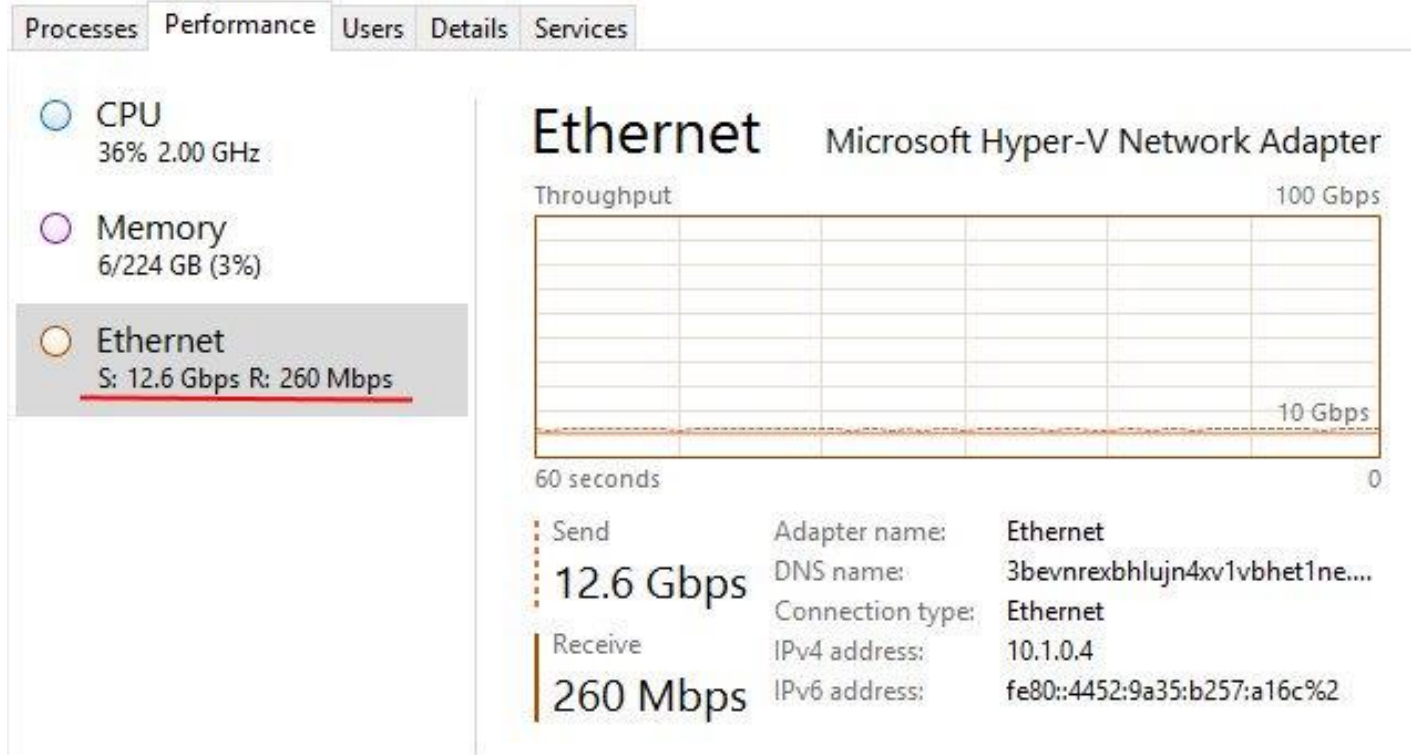 Processes Performance Users Details Services
CPU
36% 2.00 GHz
Memory
6/224 GB (3%)
Ethernet
S: 12.6 Gbps R: 260 Mbps
Ethernet Microsoft Hyper-V Network Adapter
Throughput 100 Gbps
10 Gbps
60 seconds 0
Send
12.6 Gbps
Receive
260 Mbps
Adapter name: Ethernet
DNS name: 3bevnrexbhlujn4xv1vbhet1ne....
Connection type: Ethernet
IPv4 address: 10.1.0.4
IPv6 address: fe80::4452:9a35:b257:a16c%2